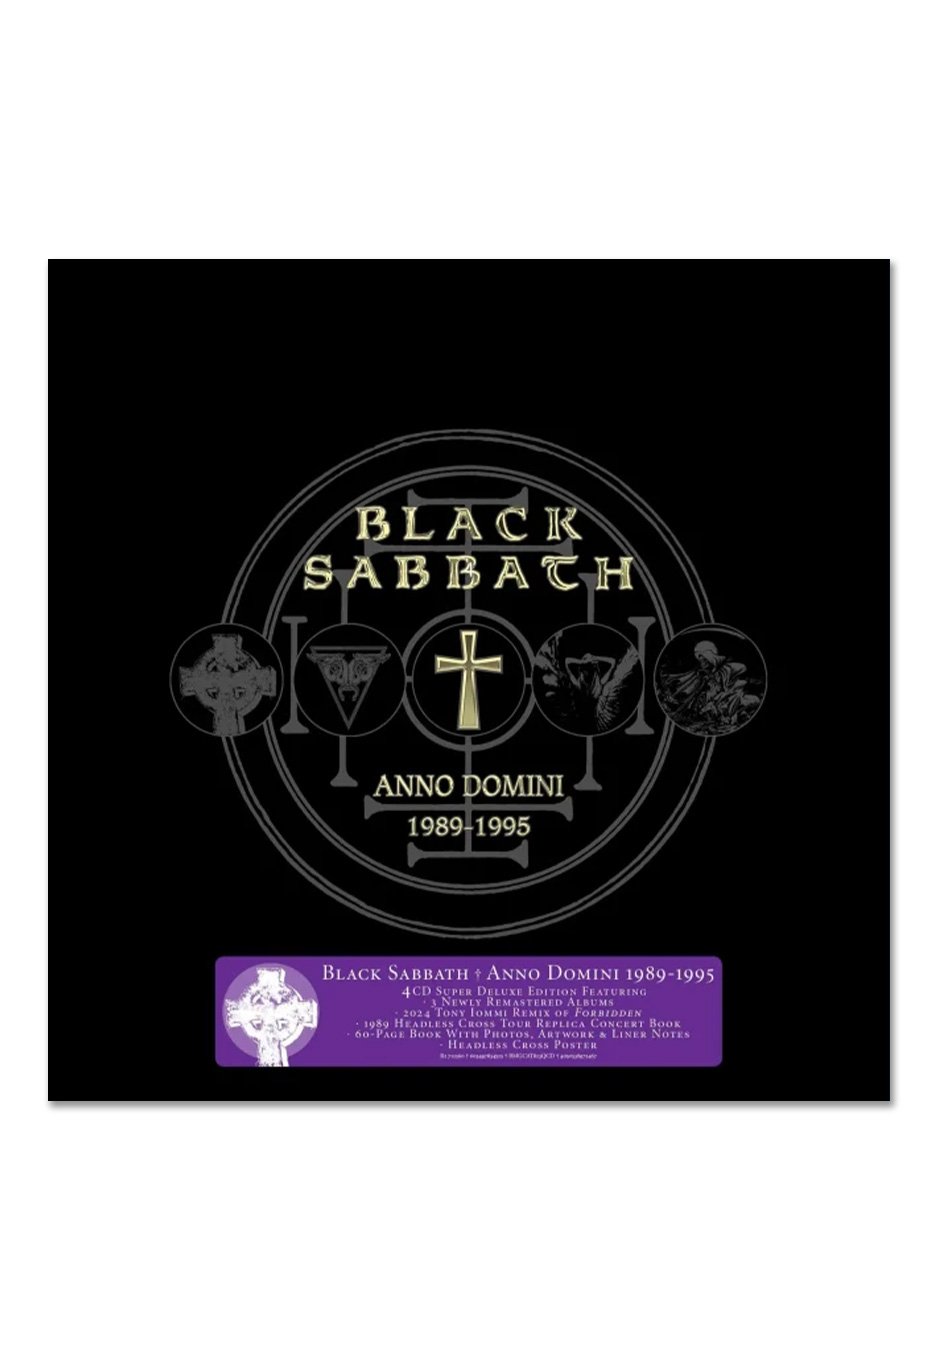 BLACK
SABBATH
ANNO DOMINI
1989-1995
BLACK SABBATH † ANNO DOMINI 1989-1995
4CD SUPER DELUXE EDITION FEATURING
· 3 NEWLY REMASTERED ALBUMS
· 2024 TONY IOMMI REMIX OF FORBIDDEN
· 1989 HEADLESS CROSS TOUR REPLICA CONCERT BOOK
· 60-PAGE BOOK WITH PHOTOS, ARTWORK & LINER NOTES
· HEADLESS CROSS POSTER